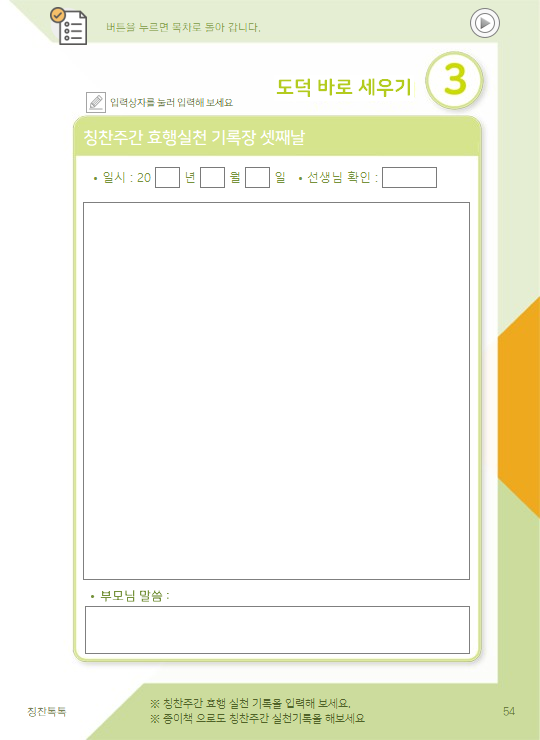 버튼을 누르면 목차로 돌아 갑니다.
도덕 바로 세우기 3
입력상자를 눌러 입력해 보세요
칭찬주간 효행실천 기록장 셋째날
• 일시 : 20 년 월 일 • 선생님 확인 :
• 부모님 말씀 :
※ 칭찬주간 효행 실천 기록을 입력해 보세요.
※ 종이책 으로도 칭찬주간 실천기록을 해보세요
칭찬톡톡
54